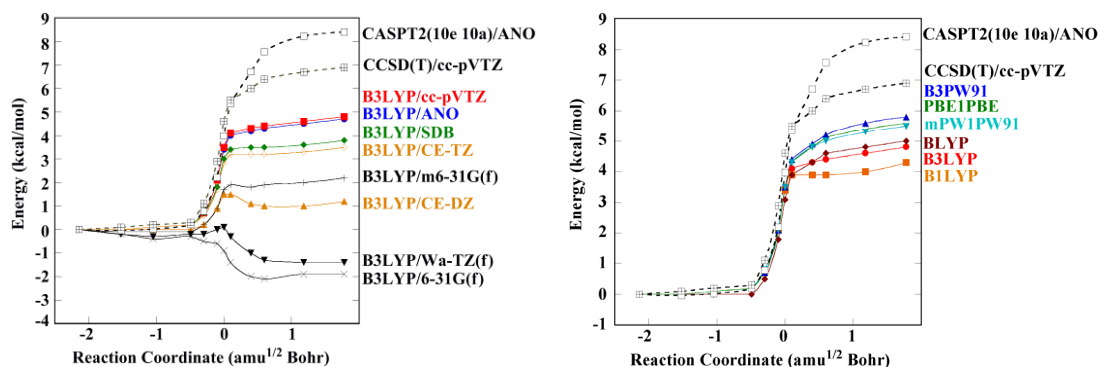 9
8
7
6
5
4
3
2
1
0
-1
-2
-3
-4
Energy (kcal/mol)
-2
-1
0
1
Reaction Coordinate (amu1/2 Bohr)
CASPT2(10e 10a)/ANO
CCSD(T)/cc-pVTZ
B3LYP/cc-pVTZ
B3LYP/ANO
B3LYP/SDB
B3LYP/CE-TZ
B3LYP/m6-31G(f)
B3LYP/CE-DZ
B3LYP/Wa-TZ(f)
B3LYP/6-31G(f)
9
8
7
6
5
4
3
2
1
0
-1
Energy (kcal/mol)
-2
-1
0
1
Reaction Coordinate (amu1/2 Bohr)
CASPT2(10e 10a)/ANO
CCSD(T)/cc-pVTZ
B3PW91
PBE1PBE
mPW1PW91
BLYP
B3LYP
B1LYP